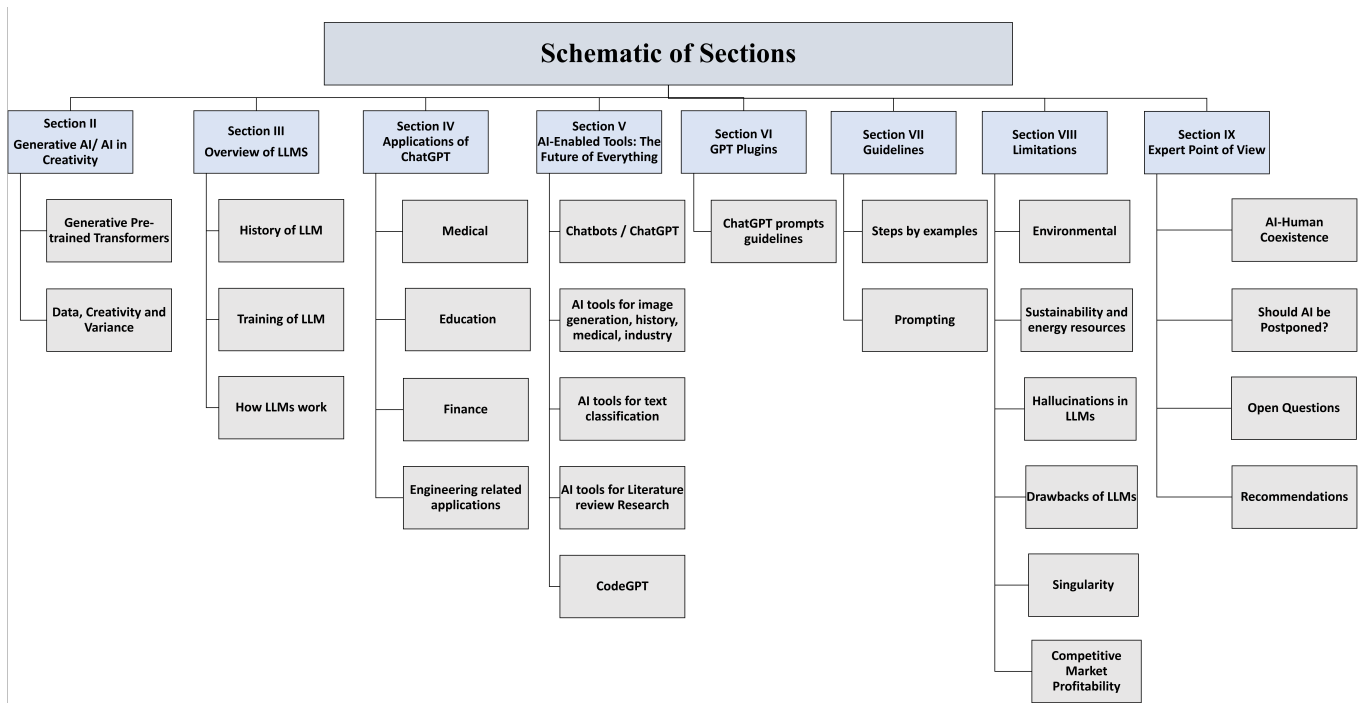 Schematic of Sections
Section II
Generative AI/ AI in
Creativity
Generative Pre-
trained Transformers
Data, Creativity and
Variance
Section III
Overview of LLMS
History of LLM
Training of LLM
How LLMs work
Section IV
Applications of
ChatGPT
Medical
Education
Finance
Engineering related
applications
Section V
AI-Enabled Tools: The
Future of Everything
Chatbots / ChatGPT
AI tools for image
generation, history,
medical, industry
AI tools for text
classification
AI tools for Literature
review Research
CodeGPT
Section VI
GPT Plugins
ChatGPT prompts
guidelines
Section VII
Guidelines
Steps by examples
Prompting
Section VIII
Limitations
Environmental
Sustainability and
energy resources
Hallucinations in
LLMs
Drawbacks of LLMs
Singularity
Competitive
Market
Profitability
Section IX
Expert Point of View
AI-Human
Coexistence
Should AI be
Postponed?
Open Questions
Recommendations